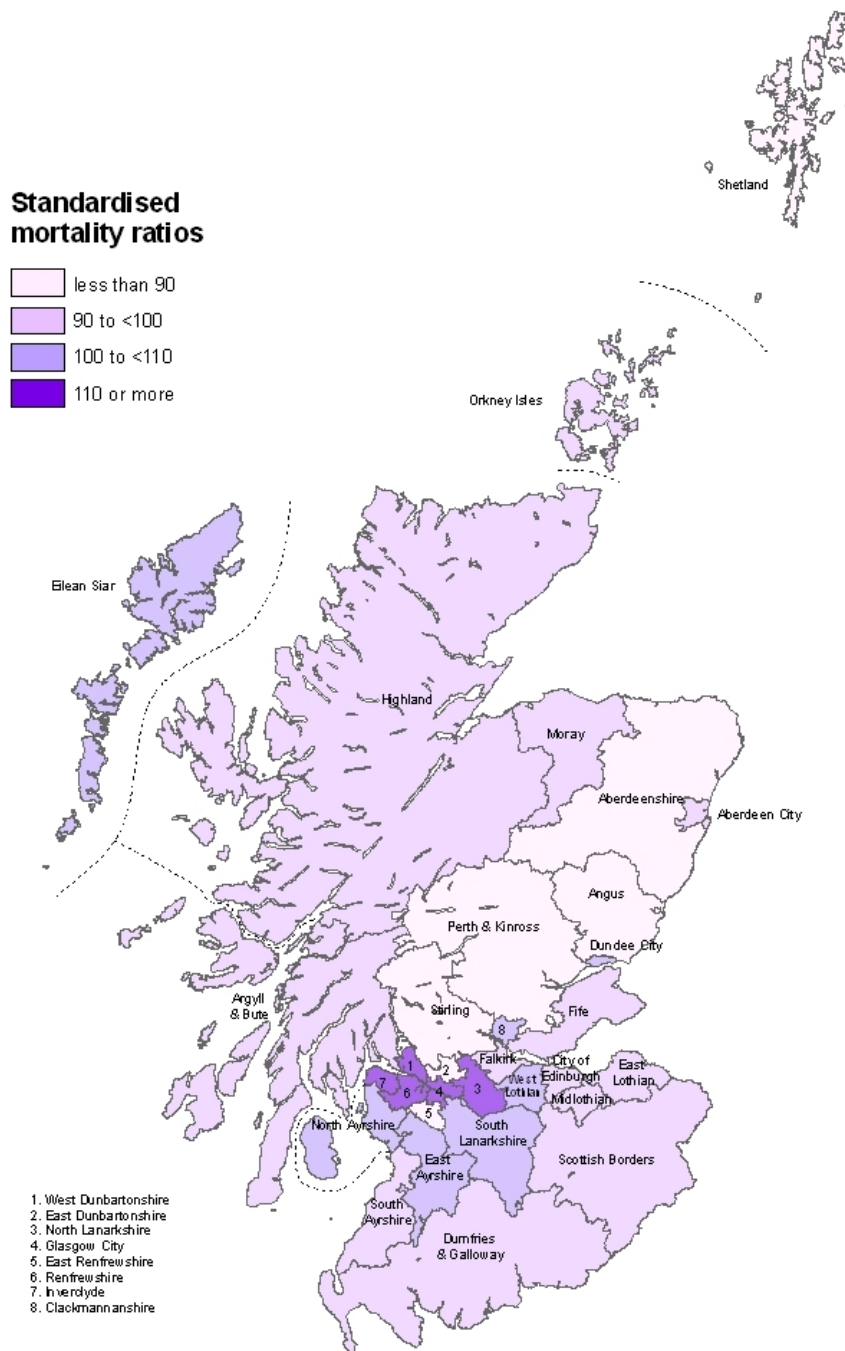 Shetland
Standardised
mortality ratios
less than 90
90 to <100
100 to <110
110 or more
Orkney Isles
Eilean Siar
Highland
Moray
Aberdeenshire
Aberdeen City
Angus
Perth & Kinross
Dundee City
Argyll
& Bute
Stirling
Fife
8
Falkirk
City of
Edinburgh
East
Lothian
1
2
West
Lothian
Midlothian
7
6
4
3
5
North Ayrshire
South
Lanarkshire
East
Ayrshire
Scottish Borders
South
Ayrshire
Dumfries
& Galloway
1. West Dunbartonshire
2. East Dunbartonshire
3. North Lanarkshire
4. Glasgow City
5. East Renfrewshire
6. Renfrewshire
7. Inverclyde
8. Clackmannanshire